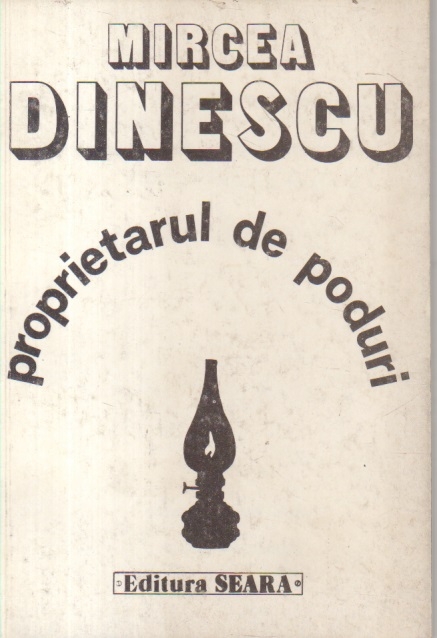 MIRCEA
DINESCU
proprietarul de poduri
Editura SEARA